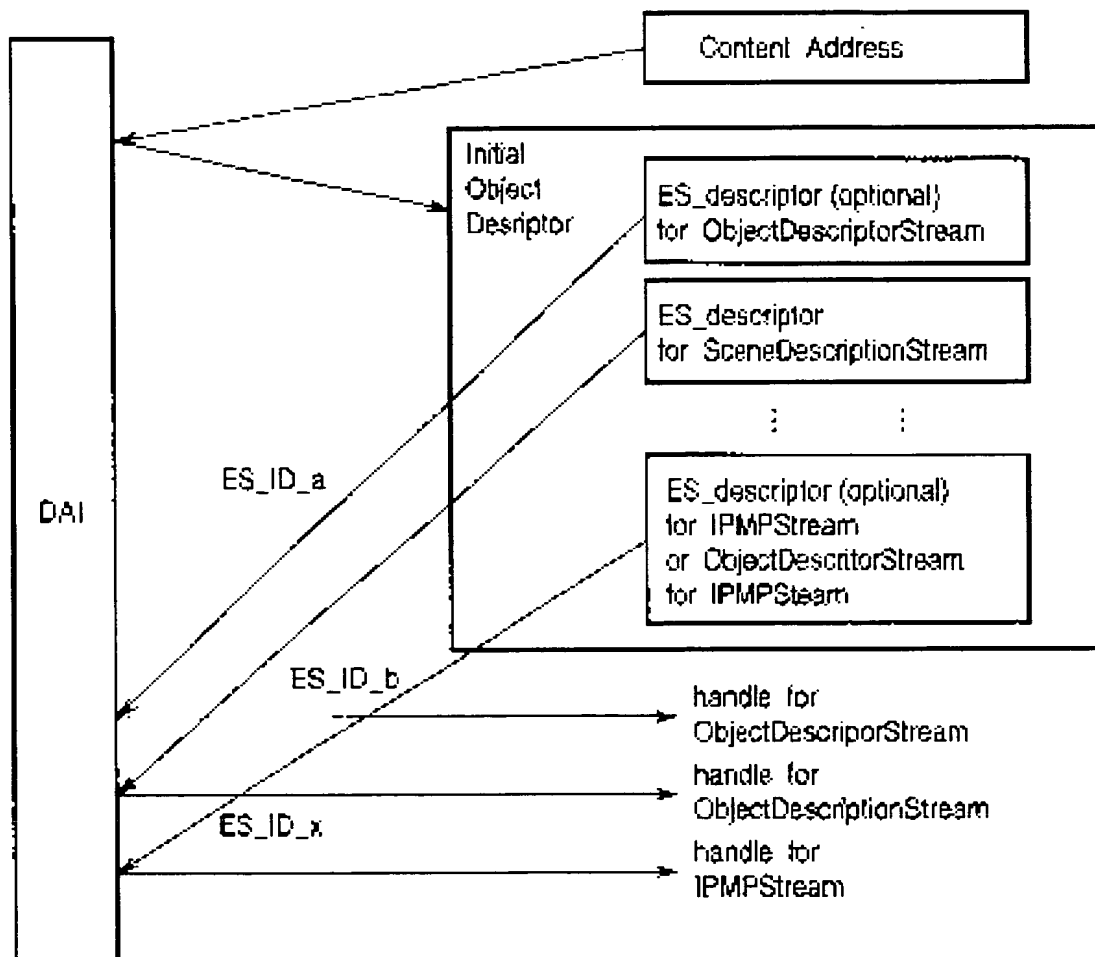 Content Address
Initial
Object
Desriptor
ES_descriptor (optional)
for ObjectDescriptorStream
ES_descriptor
for SceneDescriptionStream
ES_ID_a
DAI
ES_descriptor (optional)
for IPMPStream
or ObjectDescritorStream
for IPMPSteam
ES_ID_b
handle for
ObjectDescriporStream
handle for
ObjectDescriptionStream
ES_ID_x
handle for
IPMPStream